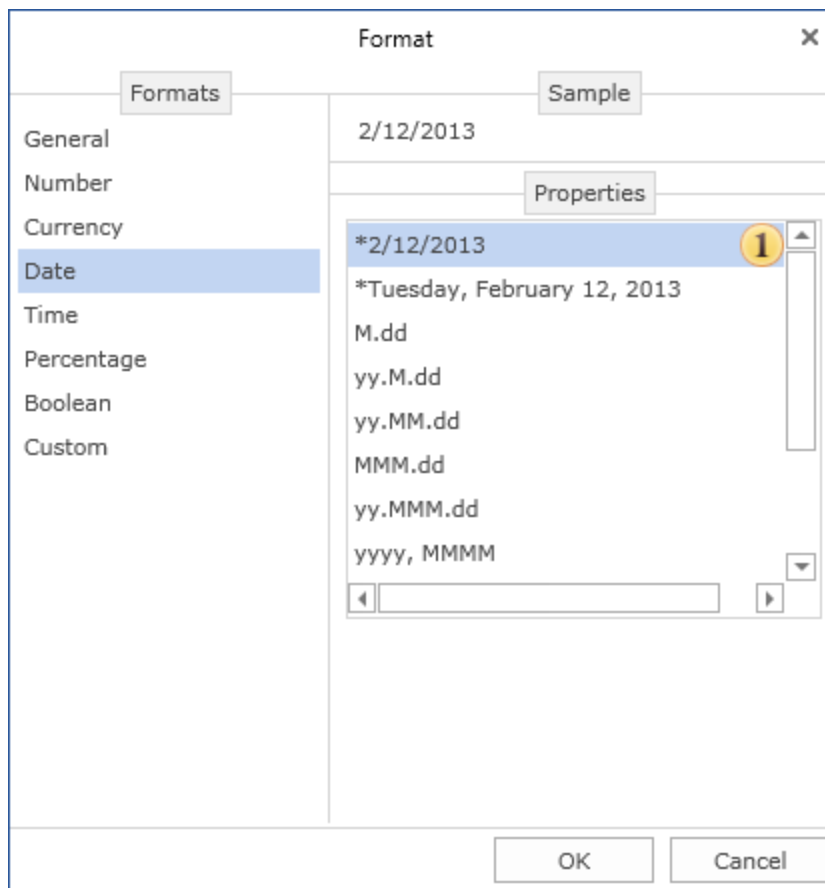 Format
Formats
General
Number
Currency
Date
Time
Percentage
Boolean
Custom
Sample
2/12/2013
Properties
*2/12/2013 1
*Tuesday, February 12, 2013
M.dd
yy.M.dd
yy.MM.dd
MMM.dd
yy.MMM.dd
yyyy, MMMM
OK Cancel